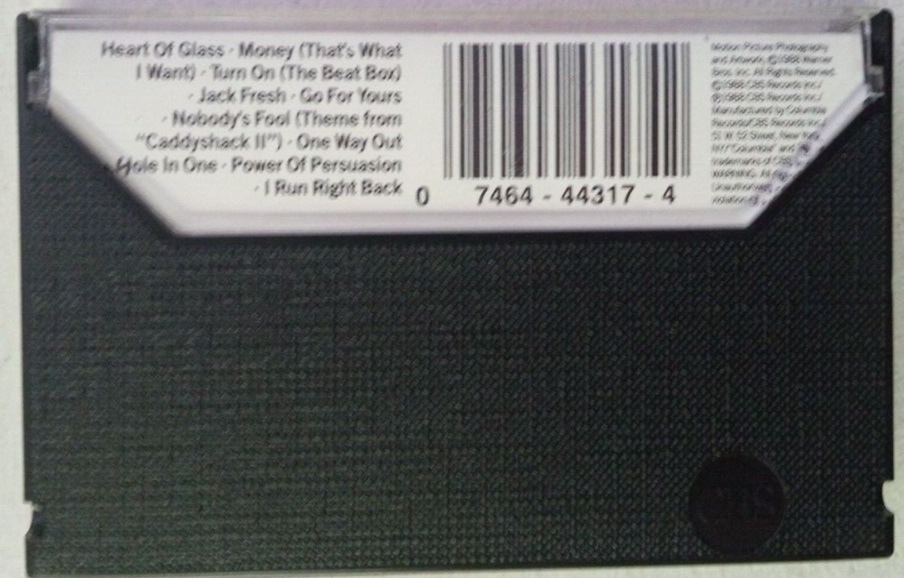 Heart Of Glass · Money (That's What
I Want) · Turn On (The Beat Box)
· Jack Fresh · Go For Yours
· Nobody's Fool (Theme from
"Caddyshack II") · One Way Out
· Hole In One · Power Of Persuasion
· I Run Right Back
0 7464 - 44317 - 4
Motion Picture Photography
and Artwork, ©1988 Warner
Bros. Inc. All Rights Reserved.
©1988 CBS Records Inc./
℗1988 CBS Records Inc./
Manufactured by Columbia
Records/CBS Records Inc./
51 W. 52 Street, New York,
NY/"Columbia" and
trademarks of CBS
WARNING: All
Unauthorized
violation of
CBS